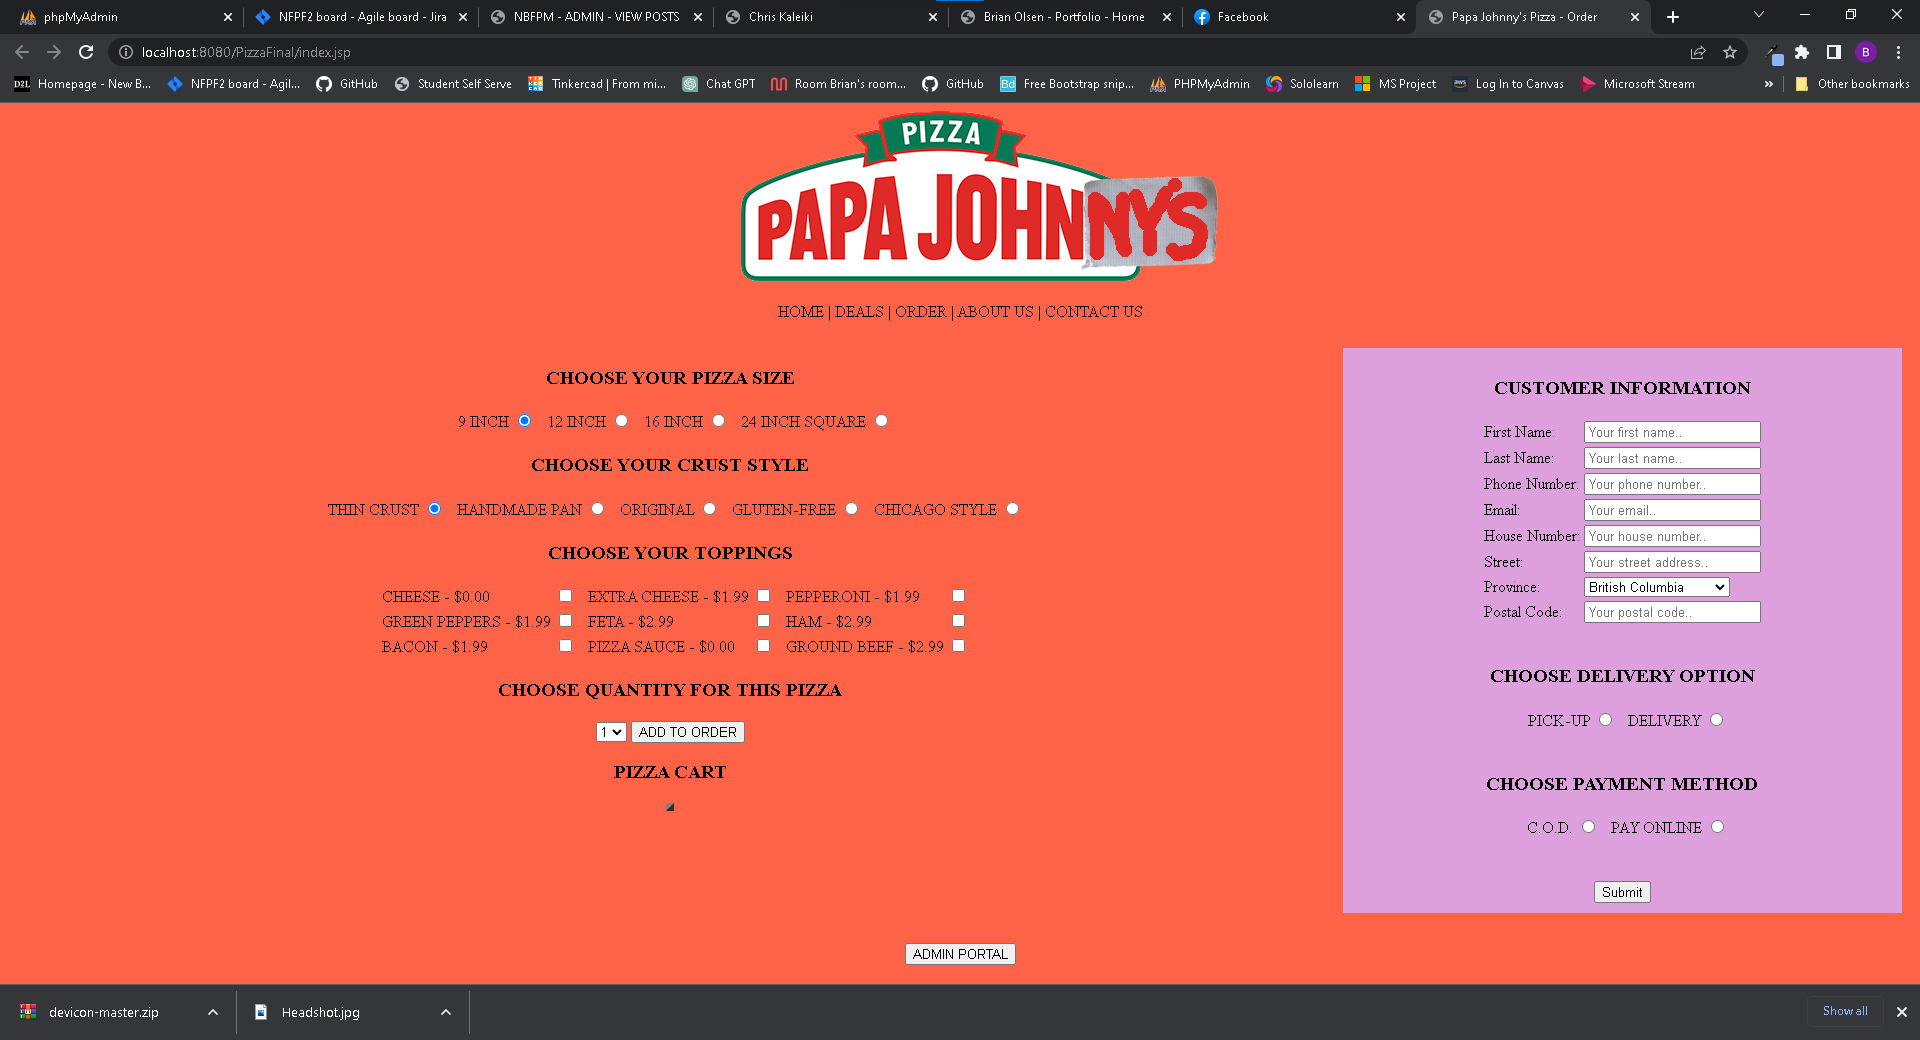 phpMyAdmin
NFPF2 board - Agile board - Jira
NBFPM - ADMIN - VIEW POSTS
Chris Kaleiki
Brian Olsen - Portfolio - Home
Facebook
Papa Johnny's Pizza - Order
localhost:8080/PizzaFinal/index.jsp
B
D2L Homepage - New B...
NFPF2 board - Agil...
GitHub
Student Self Serve
Tinkercad | From mi...
Chat GPT
Room Brian's room...
GitHub
Bd Free Bootstrap snip...
PHPMyAdmin
Sololearn
MS Project
aws Log In to Canvas
Microsoft Stream
»
Other bookmarks
PIZZA
PAPA JOHNNY'S
HOME | DEALS | ORDER | ABOUT US | CONTACT US
CHOOSE YOUR PIZZA SIZE
9 INCH 12 INCH 16 INCH 24 INCH SQUARE
CHOOSE YOUR CRUST STYLE
THIN CRUST HANDMADE PAN ORIGINAL GLUTEN-FREE CHICAGO STYLE
CHOOSE YOUR TOPPINGS
CHEESE - $0.00 EXTRA CHEESE - $1.99 PEPPERONI - $1.99
GREEN PEPPERS - $1.99 FETA - $2.99 HAM - $2.99
BACON - $1.99 PIZZA SAUCE - $0.00 GROUND BEEF - $2.99
CHOOSE QUANTITY FOR THIS PIZZA
1 ADD TO ORDER
PIZZA CART
CUSTOMER INFORMATION
First Name: Your first name..
Last Name: Your last name..
Phone Number: Your phone number..
Email: Your email..
House Number: Your house number..
Street: Your street address..
Province: British Columbia
Postal Code: Your postal code..
CHOOSE DELIVERY OPTION
PICK-UP DELIVERY
CHOOSE PAYMENT METHOD
C.O.D. PAY ONLINE
Submit
ADMIN PORTAL
devicon-master.zip
Headshot.jpg
Show all